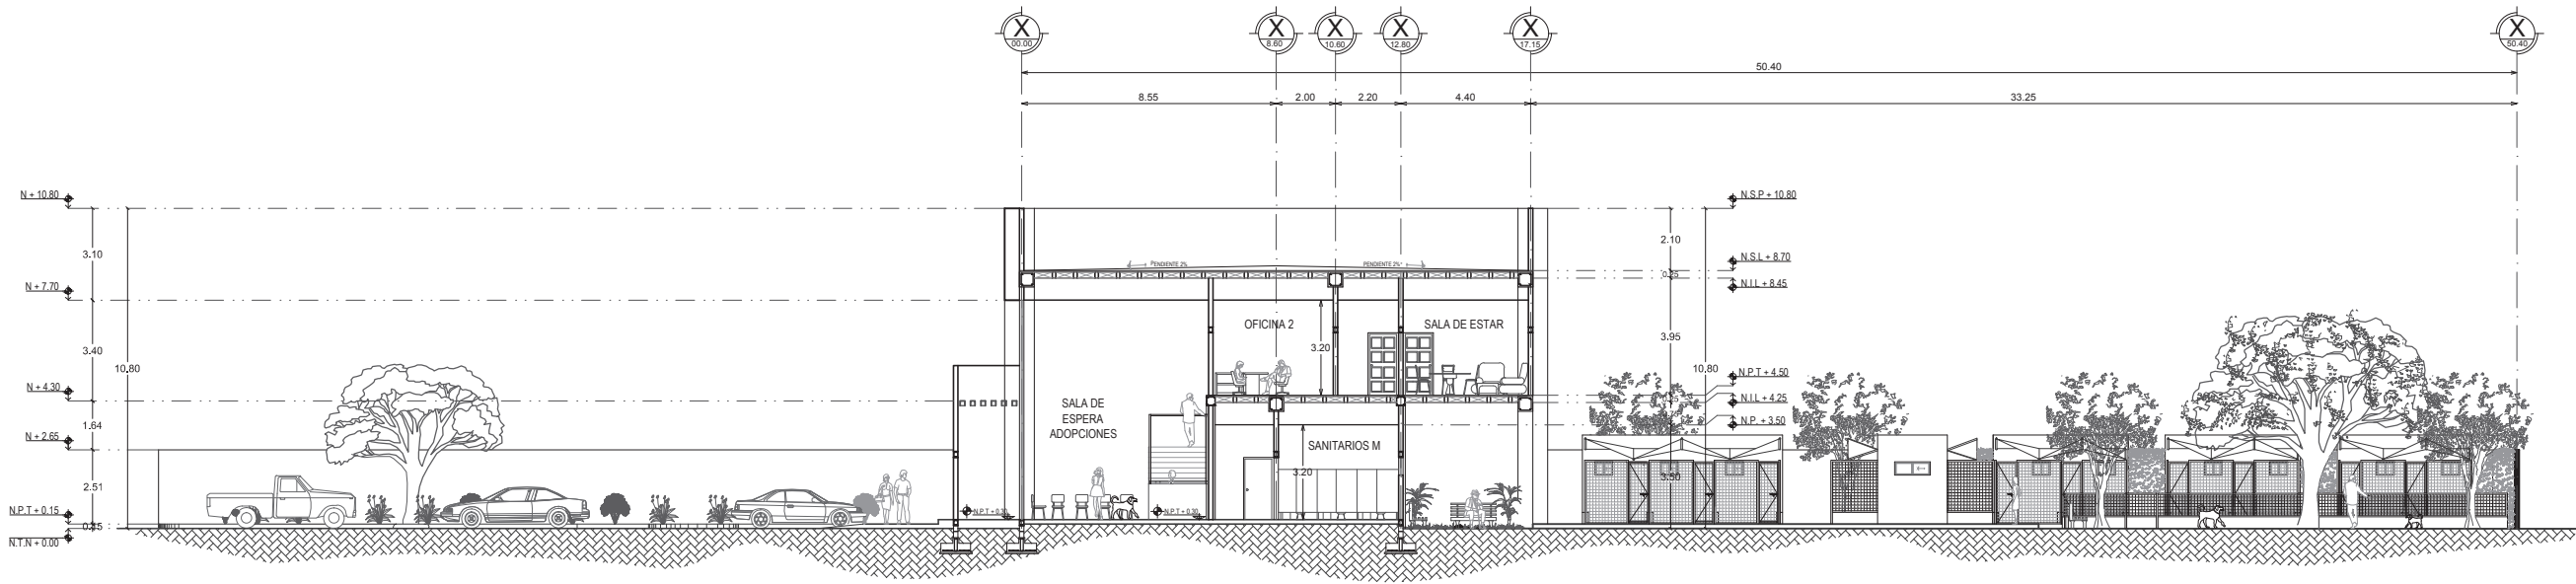 X
00.00
X
8.60
X
10.60
X
12.80
X
17.15
X
50.40
50.40
8.55
2.00
2.20
4.40
33.25
N + 10.80
N.S.P + 10.80
3.10
2.10
PENDIENTE 2%
PENDIENTE 2%
N.S.L + 8.70
0.25
N + 7.70
N.I.L + 8.45
OFICINA 2
SALA DE ESTAR
3.95
3.40
3.20
10.80
10.80
N + 4.30
N.P.T + 4.50
SALA DE
ESPERA
ADOPCIONES
N.I.L + 4.25
1.64
N.P. + 3.50
N + 2.65
SANITARIOS M
3.20
3.50
2.51
N.P.T + 0.15
N.P.T + 0.30
N.P.T + 0.30
0.15
N.T.N + 0.00